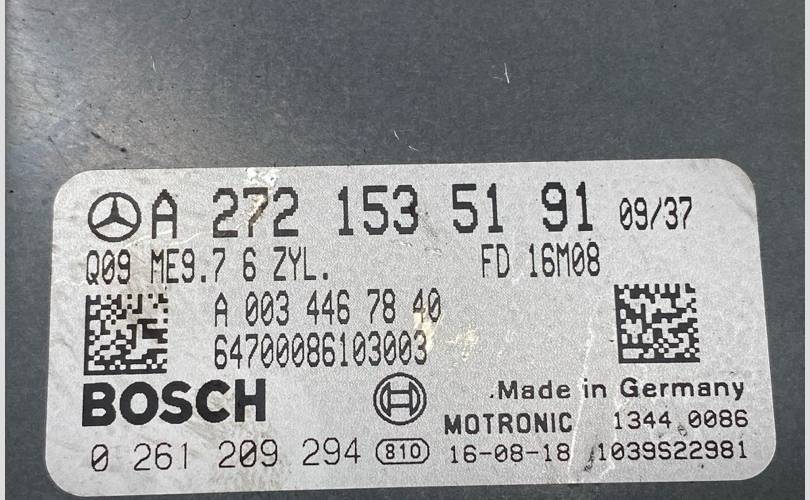 A 272 153 51 91 09/37
Q09 ME9.7 6 ZYL. FD 16M08
A 003 446 78 40
64700086103003
BOSCH .Made in Germany
MOTRONIC 1344 0086
0 261 209 294 810 16-08-18 1039S22981